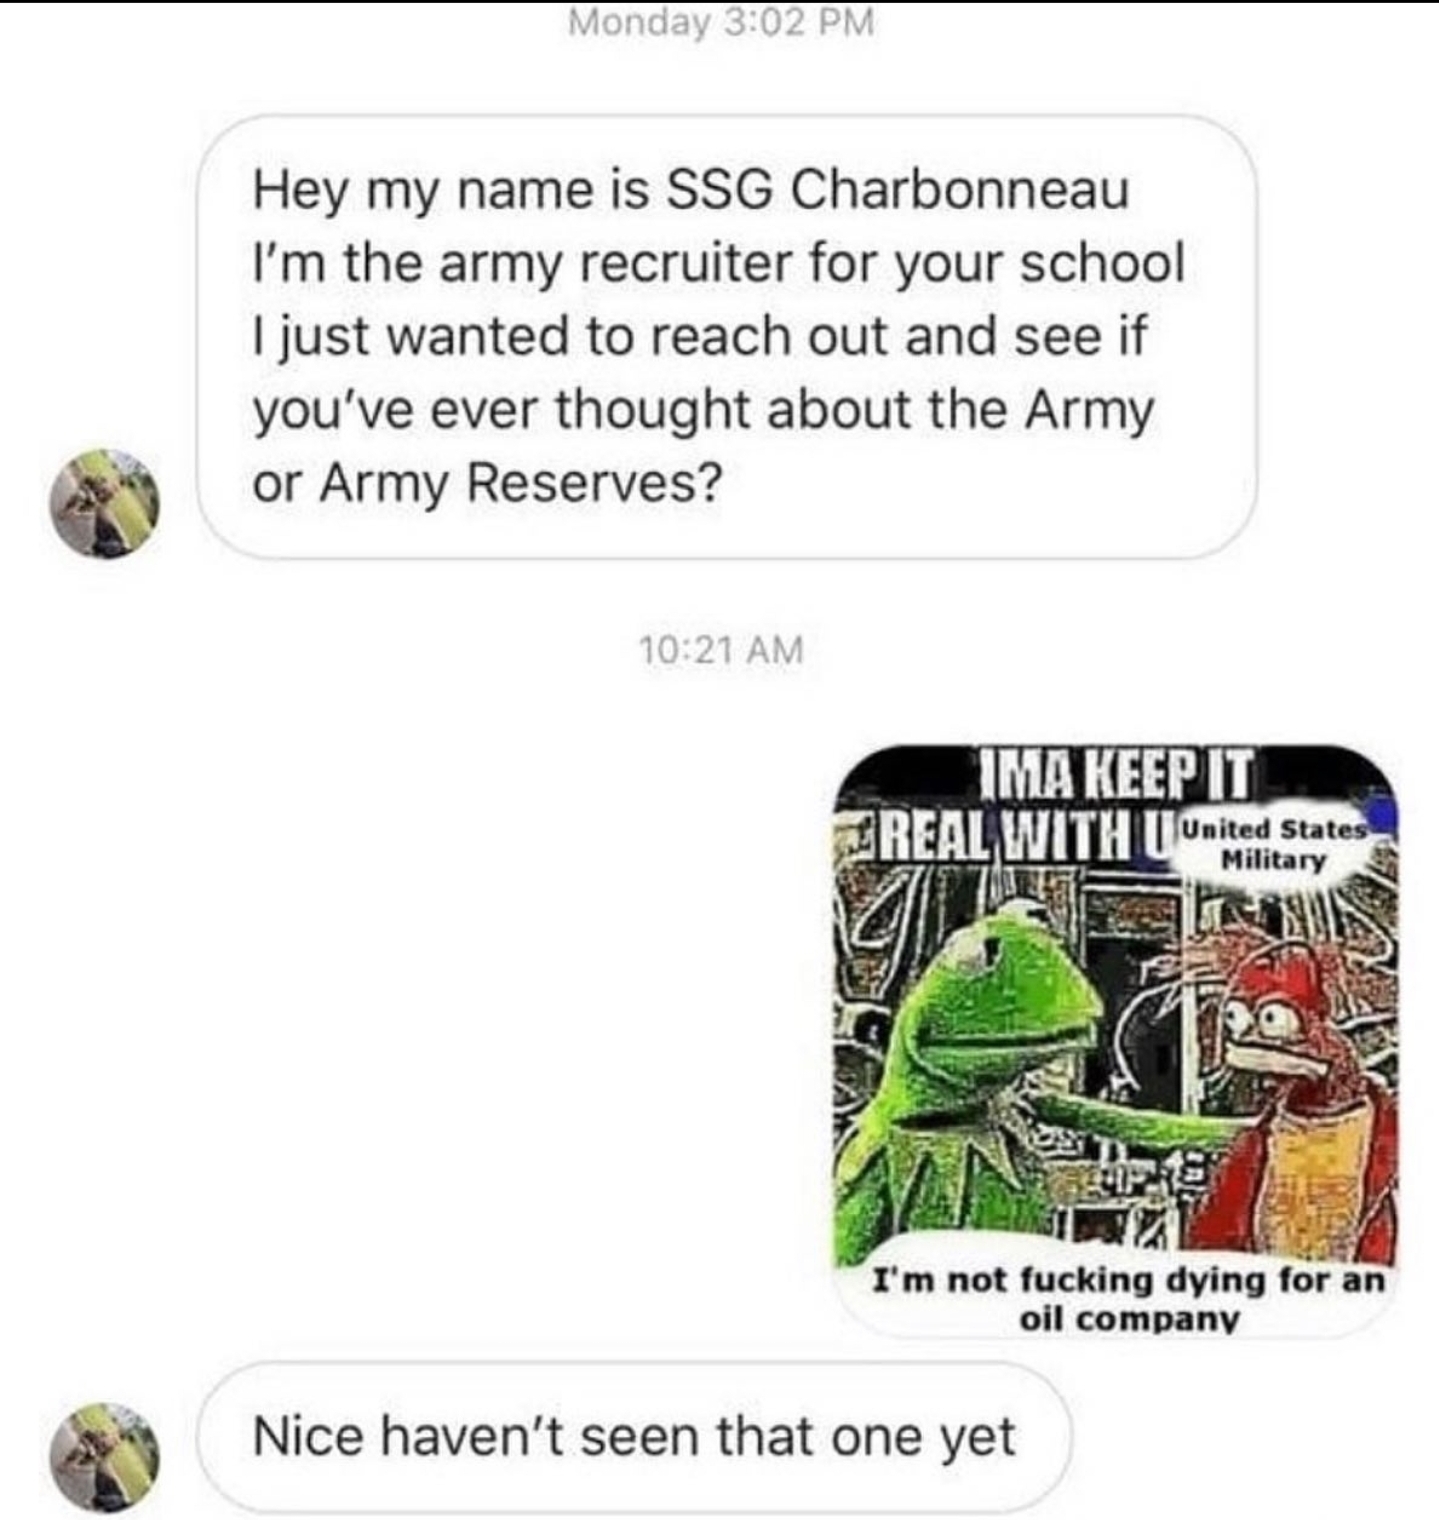 Monday 3:02 PM
Hey my name is SSG Charbonneau
I'm the army recruiter for your school
I just wanted to reach out and see if
you've ever thought about the Army
or Army Reserves?
10:21 AM
IMA KEEP IT
REAL WITH U
United States
Military
I'm not fucking dying for an
oil company
Nice haven't seen that one yet